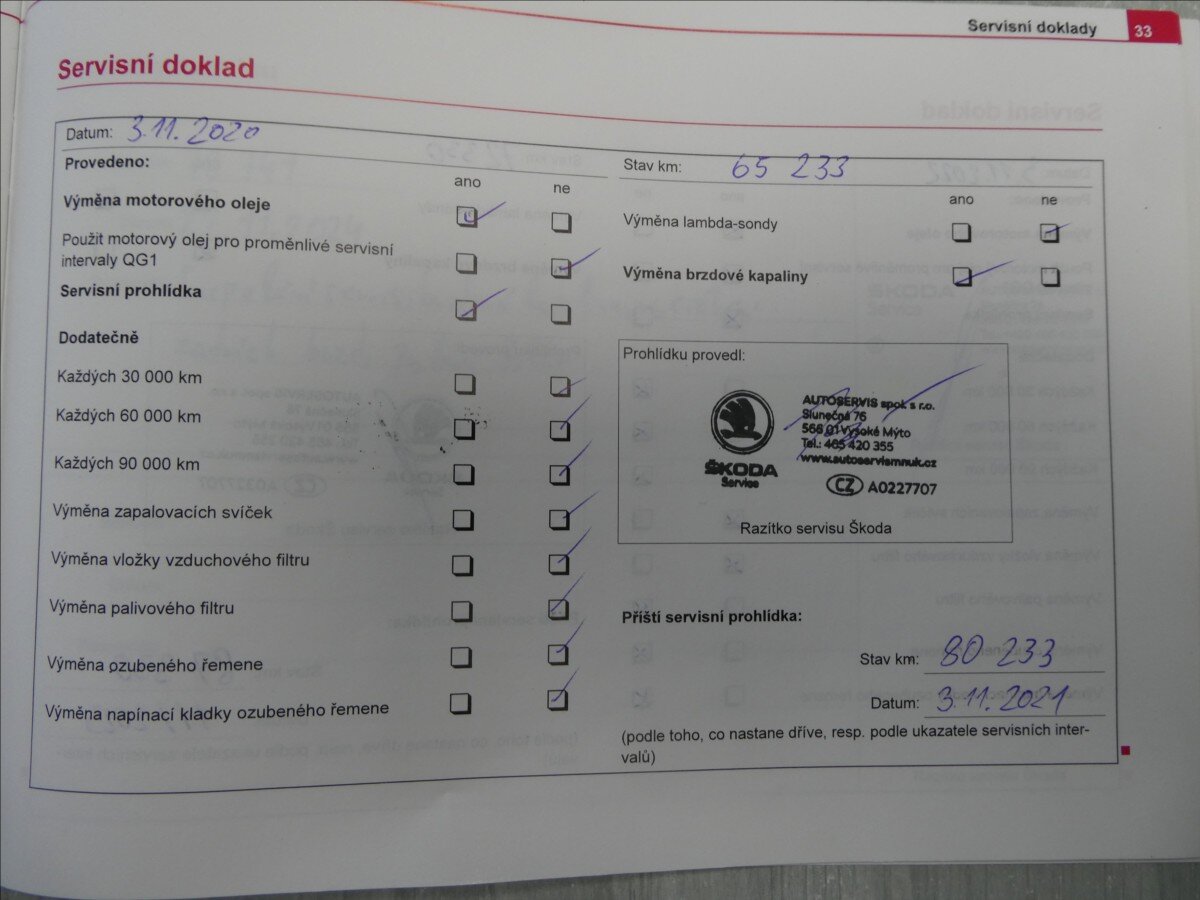 Servisní doklady 33
Servisní doklad
Datum: 3.11.2020
Provedeno:
ano ne
Výměna motorového oleje
Použit motorový olej pro proměnlivé servisní
intervaly QG1
Servisní prohlídka
Dodatečně
Každých 30 000 km
Každých 60 000 km
Každých 90 000 km
Výměna zapalovacích svíček
Výměna vložky vzduchového filtru
Výměna palivového filtru
Výměna ozubeného řemene
Výměna napínací kladky ozubeného řemene
Stav km: 65 233
ano ne
Výměna lambda-sondy
Výměna brzdové kapaliny
Prohlídku provedl:
ŠKODA
Service
AUTOSERVIS spol. s r.o.
Slunečná 76
566 01 Vysoké Mýto
Tel.: 465 420 355
www.autoservismnuk.cz
CZ A0227707
Razítko servisu Škoda
Příští servisní prohlídka:
Stav km: 80 233
Datum: 3.11.2021
(podle toho, co nastane dříve, resp. podle ukazatele servisních inter-
valů)